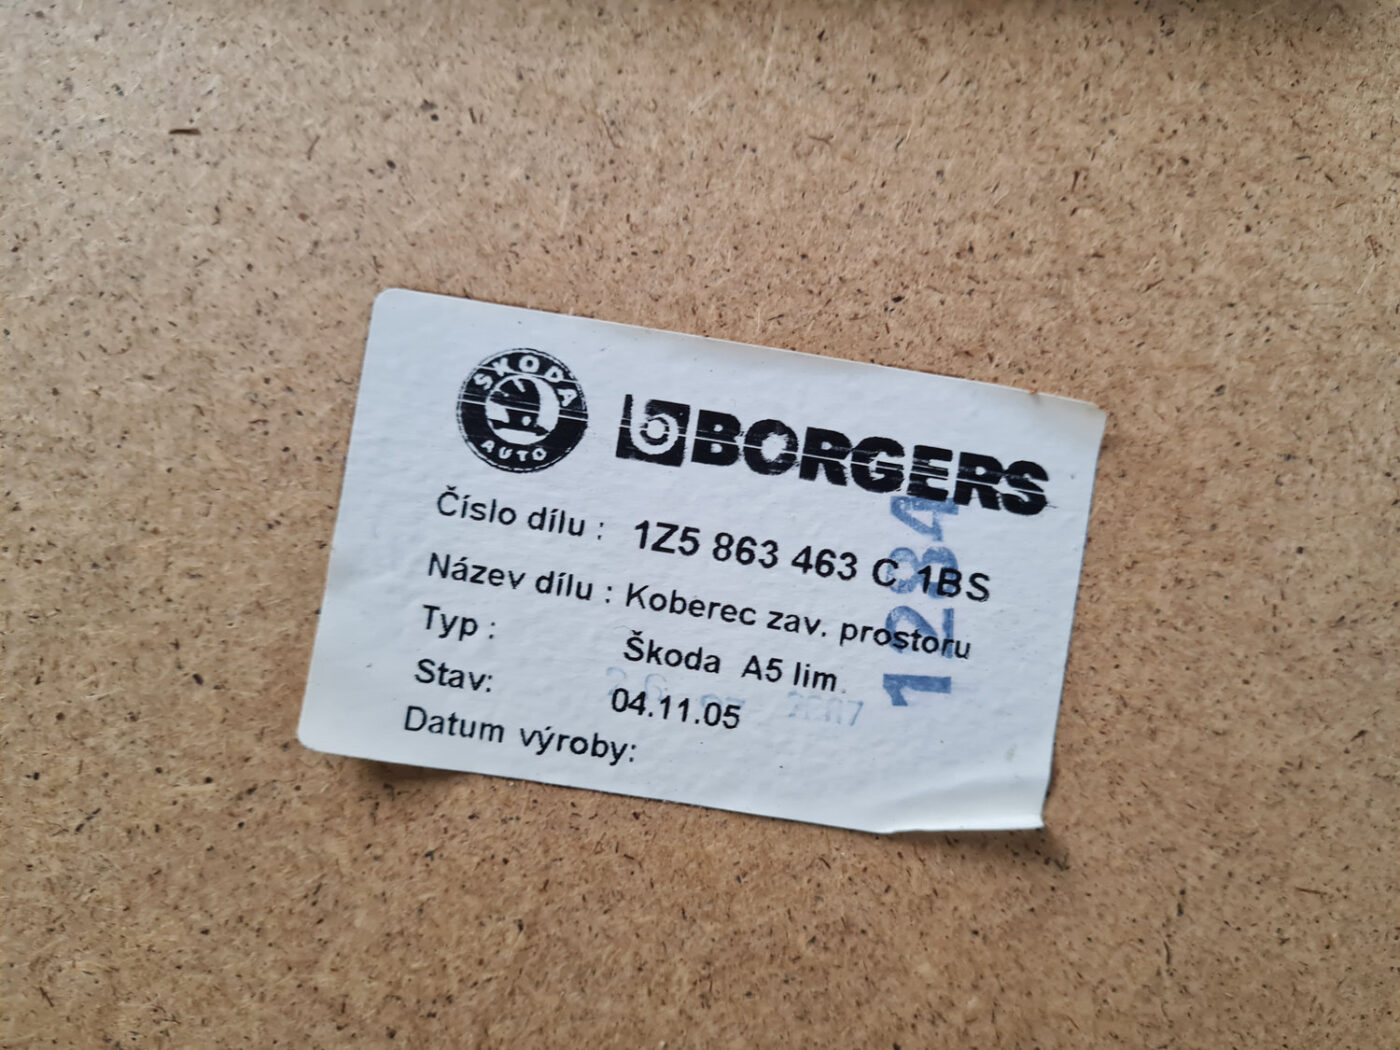 ŠKODA
AUTO
BORGERS
Číslo dílu : 1Z5 863 463 C 1BS
Název dílu : Koberec zav. prostoru
Typ : Škoda A5 lim.
Stav: 04.11.05
Datum výroby:
1284